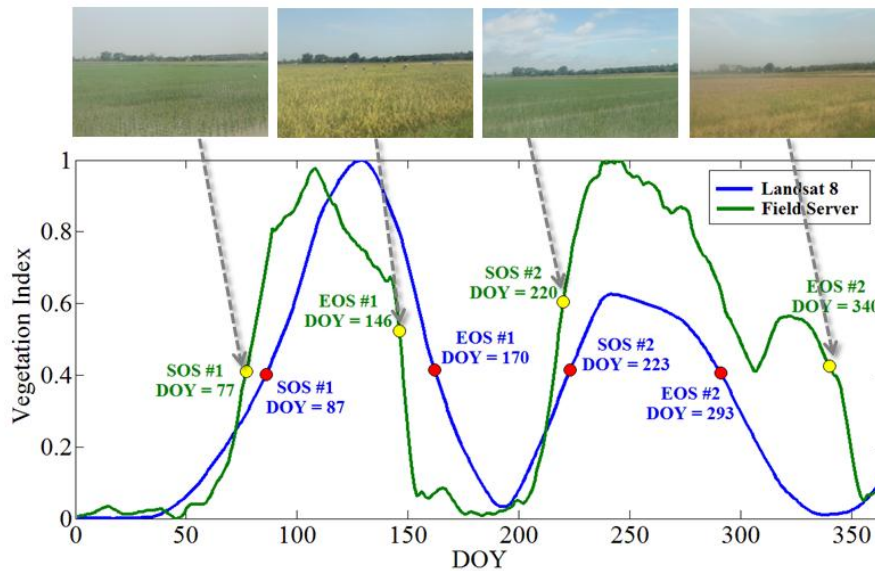 1
0.8
0.6
0.4
0.2
0
Vegetation Index
0
50
100
150
200
250
300
350
DOY
Landsat 8
Field Server
SOS #1
DOY = 77
SOS #1
DOY = 87
EOS #1
DOY = 146
EOS #1
DOY = 170
SOS #2
DOY = 220
SOS #2
DOY = 223
EOS #2
DOY = 293
EOS #2
DOY = 340